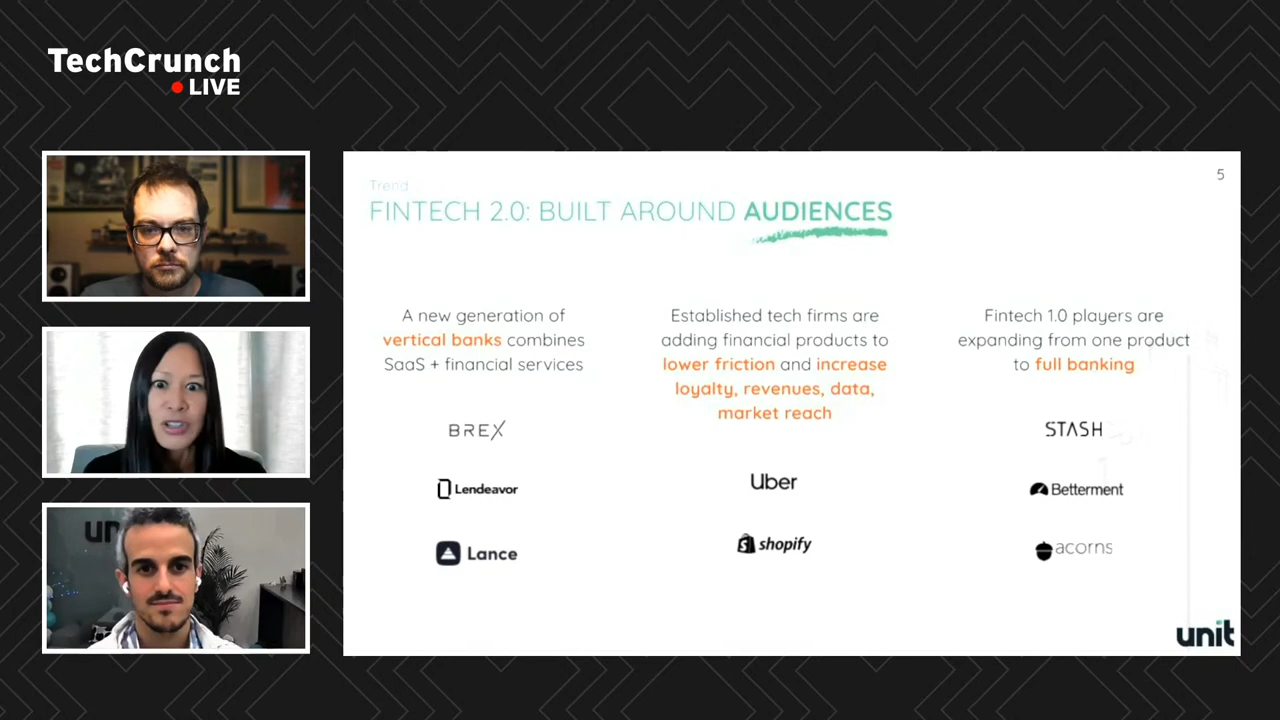 TechCrunch
LIVE
5
Trend
FINTECH 2.0: BUILT AROUND AUDIENCES
A new generation of
vertical banks combines
SaaS + financial services
BREX
Lendeavor
Lance
Established tech firms are
adding financial products to
lower friction and increase
loyalty, revenues, data,
market reach
Uber
shopify
Fintech 1.0 players are
expanding from one product
to full banking
STASH
Betterment
acorns
un
unit